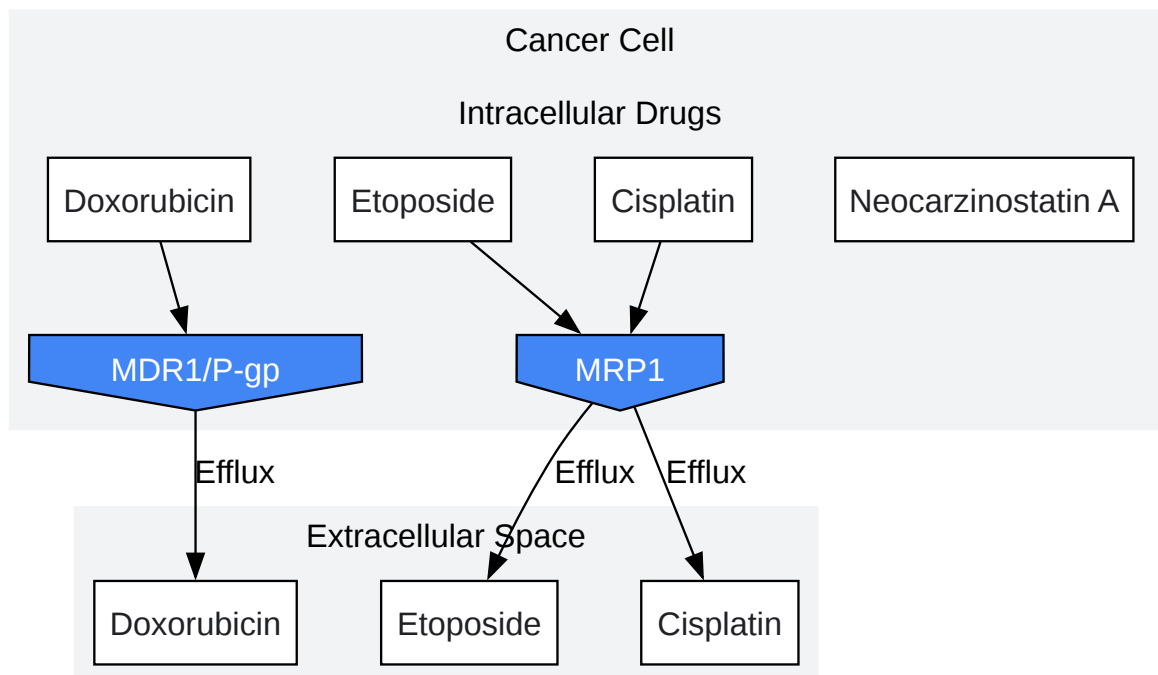 Cancer Cell
Intracellular Drugs
Doxorubicin
Etoposide
Cisplatin
Neocarzinostatin A
MDR1/P-gp
MRP1
Efflux
Efflux
Efflux
Extracellular Space
Doxorubicin
Etoposide
Cisplatin